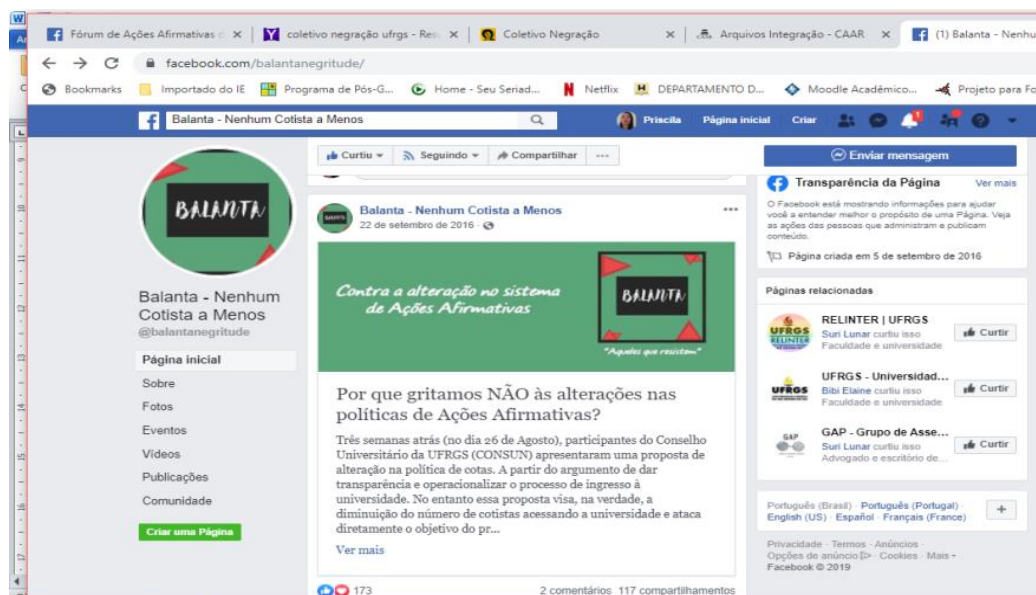 Fórum de Ações Afirmativas
coletivo negração ufrgs - Res
Coletivo Negração
Arquivos Integração - CAAR
(1) Balanta - Nenhu
facebook.com/balantanegritude/
Bookmarks
Importado do IE
Programa de Pós-G...
Home - Seu Seriad...
Netflix
DEPARTAMENTO D...
Moodle Acadêmico...
Projeto para Fo
Balanta - Nenhum Cotista a Menos
Priscila
Página inicial
Criar
1
BALANTA
Balanta - Nenhum
Cotista a Menos
@balantanegritude
Página inicial
Sobre
Fotos
Eventos
Vídeos
Publicações
Comunidade
Criar uma Página
Curtiu
Seguindo
Compartilhar
...
Balanta - Nenhum Cotista a Menos
22 de setembro de 2016 ·
Contra a alteração no sistema
de Ações Afirmativas
BALANTA
"Aqueles que resistem"
Por que gritamos NÃO às alterações nas
políticas de Ações Afirmativas?
Três semanas atrás (no dia 26 de Agosto), participantes do Conselho
Universitário da UFRGS (CONSUN) apresentaram uma proposta de
alteração na política de cotas. A partir do argumento de dar
transparência e operacionalizar o processo de ingresso à
universidade. No entanto essa proposta visa, na verdade, a
diminuição do número de cotistas acessando a universidade e ataca
diretamente o objetivo do pr...
Ver mais
173
2 comentários 117 compartilhamentos
Enviar mensagem
Transparência da Página
Ver mais
O Facebook está mostrando informações para ajudar
você a entender melhor o propósito de uma Página. Veja
as ações das pessoas que administram e publicam
conteúdo.
Página criada em 5 de setembro de 2016
Páginas relacionadas
UFRGS
RELINTER
RELINTER | UFRGS
Suri Lunar curtiu isso
Faculdade e universidade
Curtir
UFRGS
UFRGS - Universidad...
Bibi Elaine curtiu isso
Faculdade e universidade
Curtir
GAP
GAP - Grupo de Asse...
Suri Lunar curtiu isso
Advogado e escritório de...
Curtir
Português (Brasil) · Português (Portugal) ·
English (US) · Español · Français (France)
Privacidade · Termos · Anúncios ·
Opções de anúncio · Cookies · Mais
Facebook © 2019